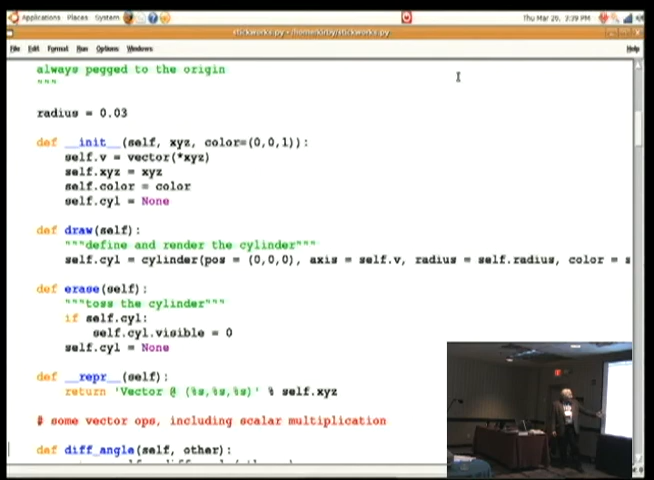 Applications Places System
Thu Mar 20, 2:39 PM
stickworks.py - /home/kirby/stickworks.py
File Edit Format Run Options Windows Help
always pegged to the origin
"""
radius = 0.03
def __init__(self, xyz, color=(0,0,1)):
self.v = vector(*xyz)
self.xyz = xyz
self.color = color
self.cyl = None
def draw(self):
"""define and render the cylinder"""
self.cyl = cylinder(pos = (0,0,0), axis = self.v, radius = self.radius, color = s
def erase(self):
"""toss the cylinder"""
if self.cyl:
self.cyl.visible = 0
self.cyl = None
def __repr__(self):
return 'Vector @ (%s,%s,%s)' % self.xyz
# some vector ops, including scalar multiplication
def diff_angle(self, other):